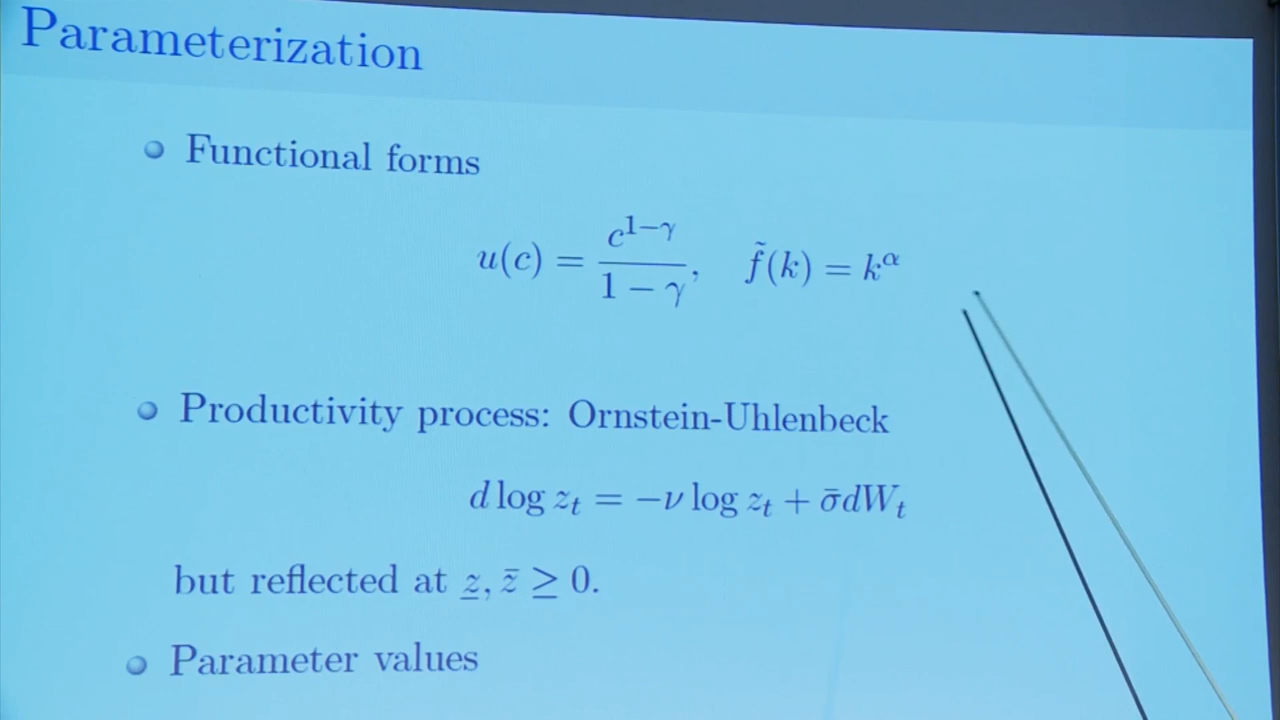 Parameterization
Functional forms
u(c) = c^{1−γ} / 1 − γ, f̃(k) = k^α
Productivity process: Ornstein-Uhlenbeck
d log z_t = −ν log z_t + σ̄dW_t
but reflected at z̲, z̄ ≥ 0.
Parameter values